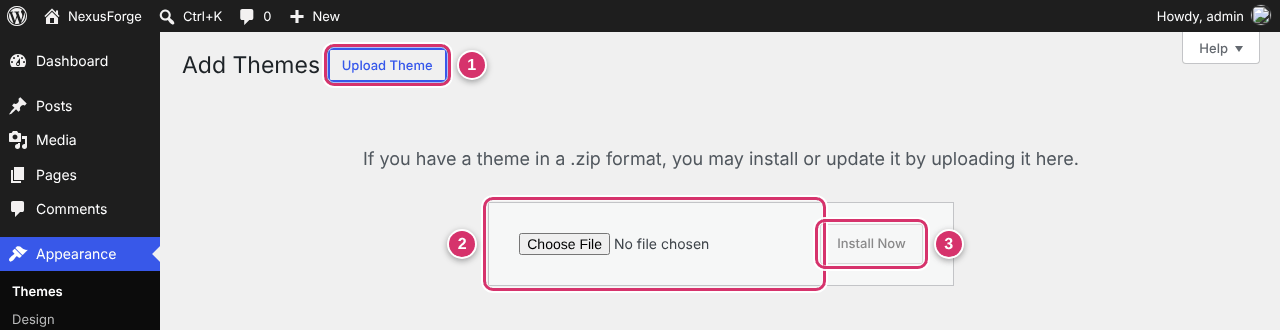 NexusForge Ctrl+K 0 New Howdy, admin
Dashboard
Posts
Media
Pages
Comments
Appearance
Themes
Design
Add Themes Upload Theme 1
Help
If you have a theme in a .zip format, you may install or update it by uploading it here.
2 Choose File No file chosen Install Now 3